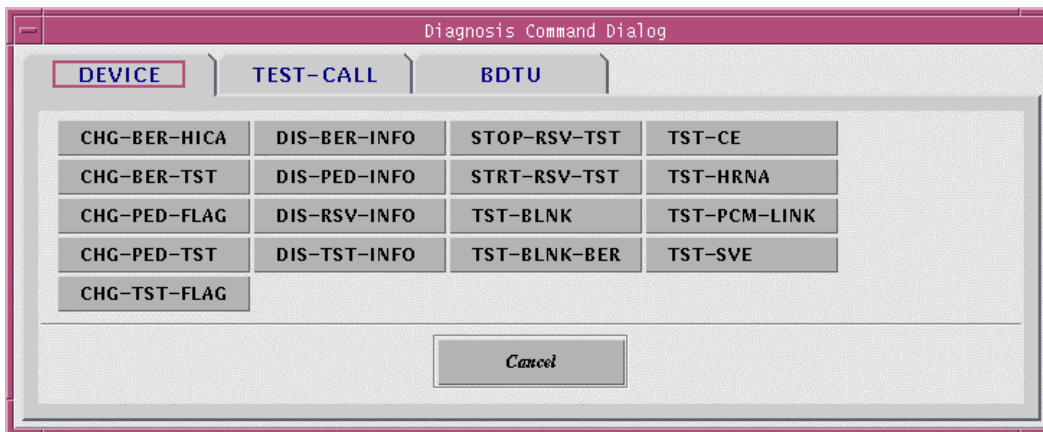 Diagnosis Command Dialog
DEVICE TEST-CALL BDTU
CHG-BER-HICA DIS-BER-INFO STOP-RSV-TST TST-CE
CHG-BER-TST DIS-PED-INFO STRT-RSV-TST TST-HRNA
CHG-PED-FLAG DIS-RSV-INFO TST-BLNK TST-PCM-LINK
CHG-PED-TST DIS-TST-INFO TST-BLNK-BER TST-SVE
CHG-TST-FLAG
Cancel